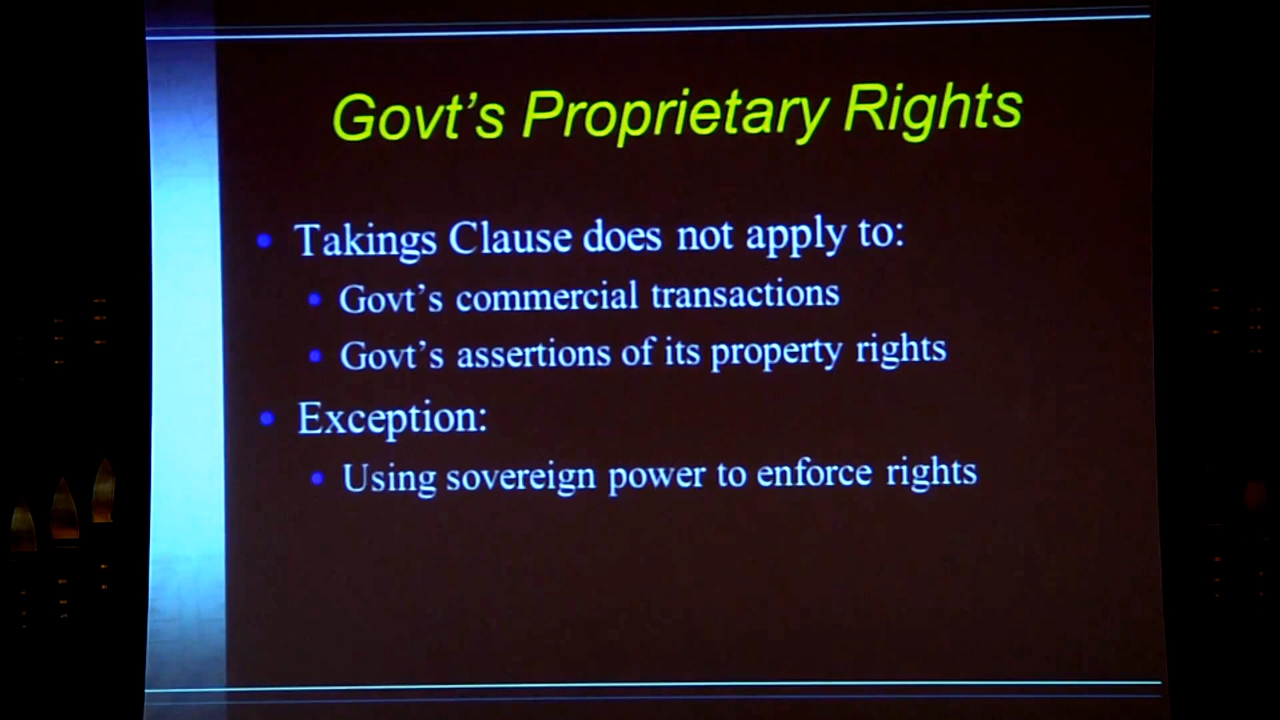 Govt's Proprietary Rights
Takings Clause does not apply to:
Govt's commercial transactions
Govt's assertions of its property rights
Exception:
Using sovereign power to enforce rights